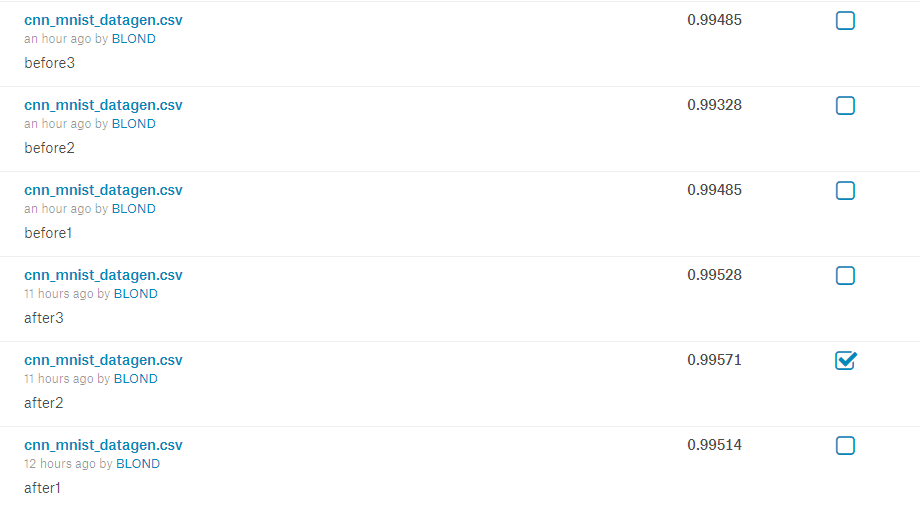 cnn_mnist_datagen.csv 0.99485
an hour ago by BLOND
before3
cnn_mnist_datagen.csv 0.99328
an hour ago by BLOND
before2
cnn_mnist_datagen.csv 0.99485
an hour ago by BLOND
before1
cnn_mnist_datagen.csv 0.99528
11 hours ago by BLOND
after3
cnn_mnist_datagen.csv 0.99571
11 hours ago by BLOND
after2
cnn_mnist_datagen.csv 0.99514
12 hours ago by BLOND
after1